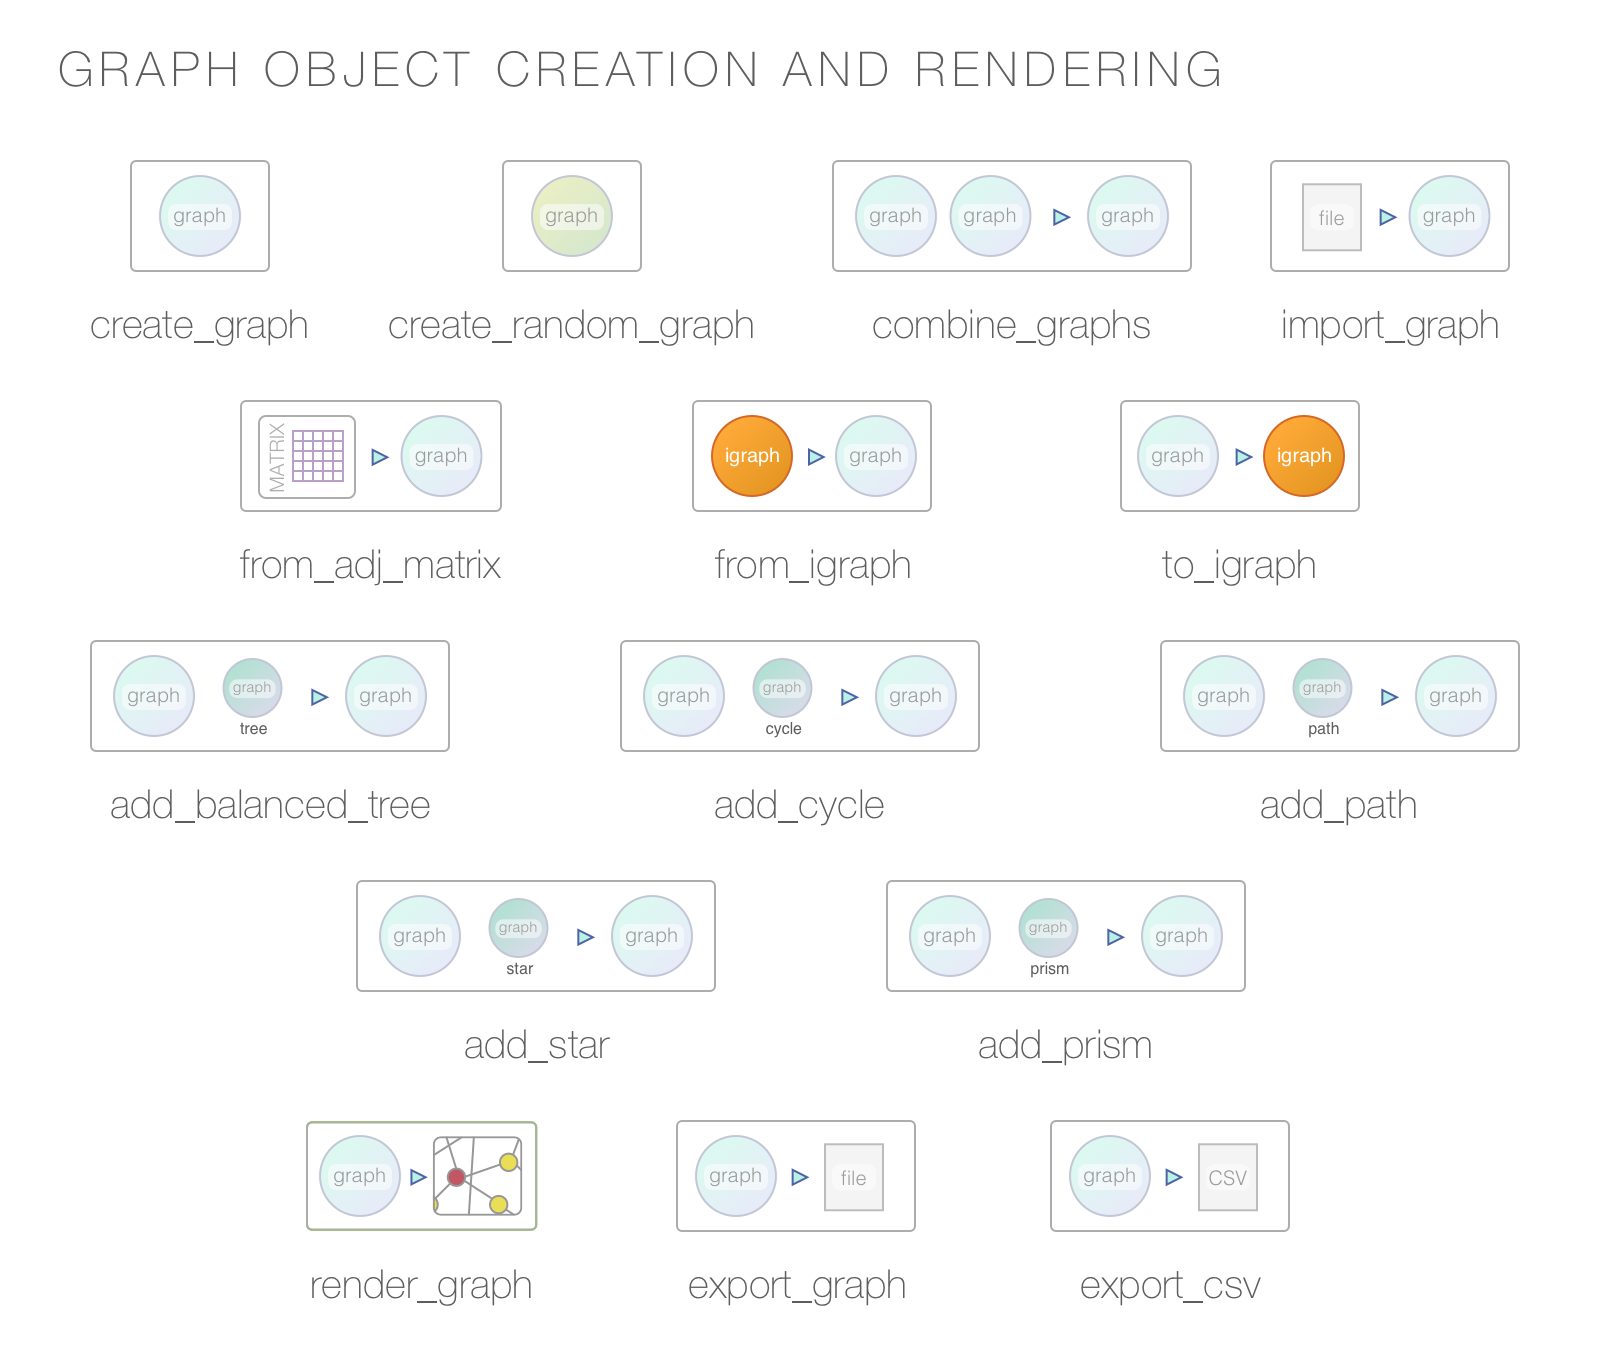 GRAPH OBJECT CREATION AND RENDERING
graph
graph
graph graph graph
file graph
create_graph
create_random_graph
combine_graphs
import_graph
MATRIX graph
igraph graph
graph igraph
from_adj_matrix
from_igraph
to_igraph
graph graph graph
tree
graph graph graph
cycle
graph graph graph
path
add_balanced_tree
add_cycle
add_path
graph graph graph
star
graph graph graph
prism
add_star
add_prism
graph
graph file
graph CSV
render_graph
export_graph
export_csv